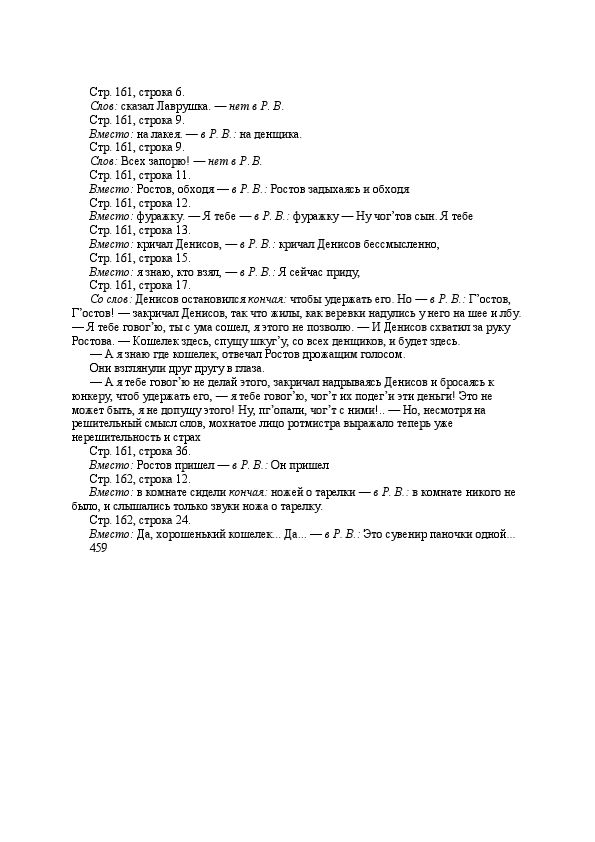 Стр. 161, строка 6.
Слов: сказал Лаврушка. — нет в Р. В.
Стр. 161, строка 9.
Вместо: на лакея. — в Р. В.: на денщика.
Стр. 161, строка 9.
Слов: Всех запорю! — нет в Р. В.
Стр. 161, строка 11.
Вместо: Ростов, обходя — в Р. В.: Ростов задыхаясь и обходя
Стр. 161, строка 12.
Вместо: фуражку. — Я тебе — в Р. В.: фуражку — Ну чог’тов сын. Я тебе
Стр. 161, строка 13.
Вместо: кричал Денисов, — в Р. В.: кричал Денисов бессмысленно,
Стр. 161, строка 15.
Вместо: я знаю, кто взял, — в Р. В.: Я сейчас приду,
Стр. 161, строка 17.
Со слов: Денисов остановился кончая: чтобы удержать его. Но — в Р. В.: Г’остов,
Г’остов! — закричал Денисов, так что жилы, как веревки надулись у него на шее и лбу.
— Я тебе говог’ю, ты с ума сошел, я этого не позволю. — И Денисов схватил за руку
Ростова. — Кошелек здесь, спущу шкуг’у, со всех денщиков, и будет здесь.
— А я знаю где кошелек, отвечал Ростов дрожащим голосом.
Они взглянули друг другу в глаза.
— А я тебе говог’ю не делай этого, закричал надрываясь Денисов и бросаясь к
юнкеру, чтоб удержать его, — я тебе говог’ю, чог’т их подег’и эти деньги! Это не
может быть, я не допущу этого! Ну, пг’опали, чог’т с ними!.. — Но, несмотря на
решительный смысл слов, мохнатое лицо ротмистра выражало теперь уже
нерешительность и страх
Стр. 161, строка 36.
Вместо: Ростов пришел — в Р. В.: Он пришел
Стр. 162, строка 12.
Вместо: в комнате сидели кончая: ножей о тарелки — в Р. В.: в комнате никого не
было, и слышались только звуки ножа о тарелку.
Стр. 162, строка 24.
Вместо: Да, хорошенький кошелек... Да... — в Р. В.: Это сувенир паночки одной...
459